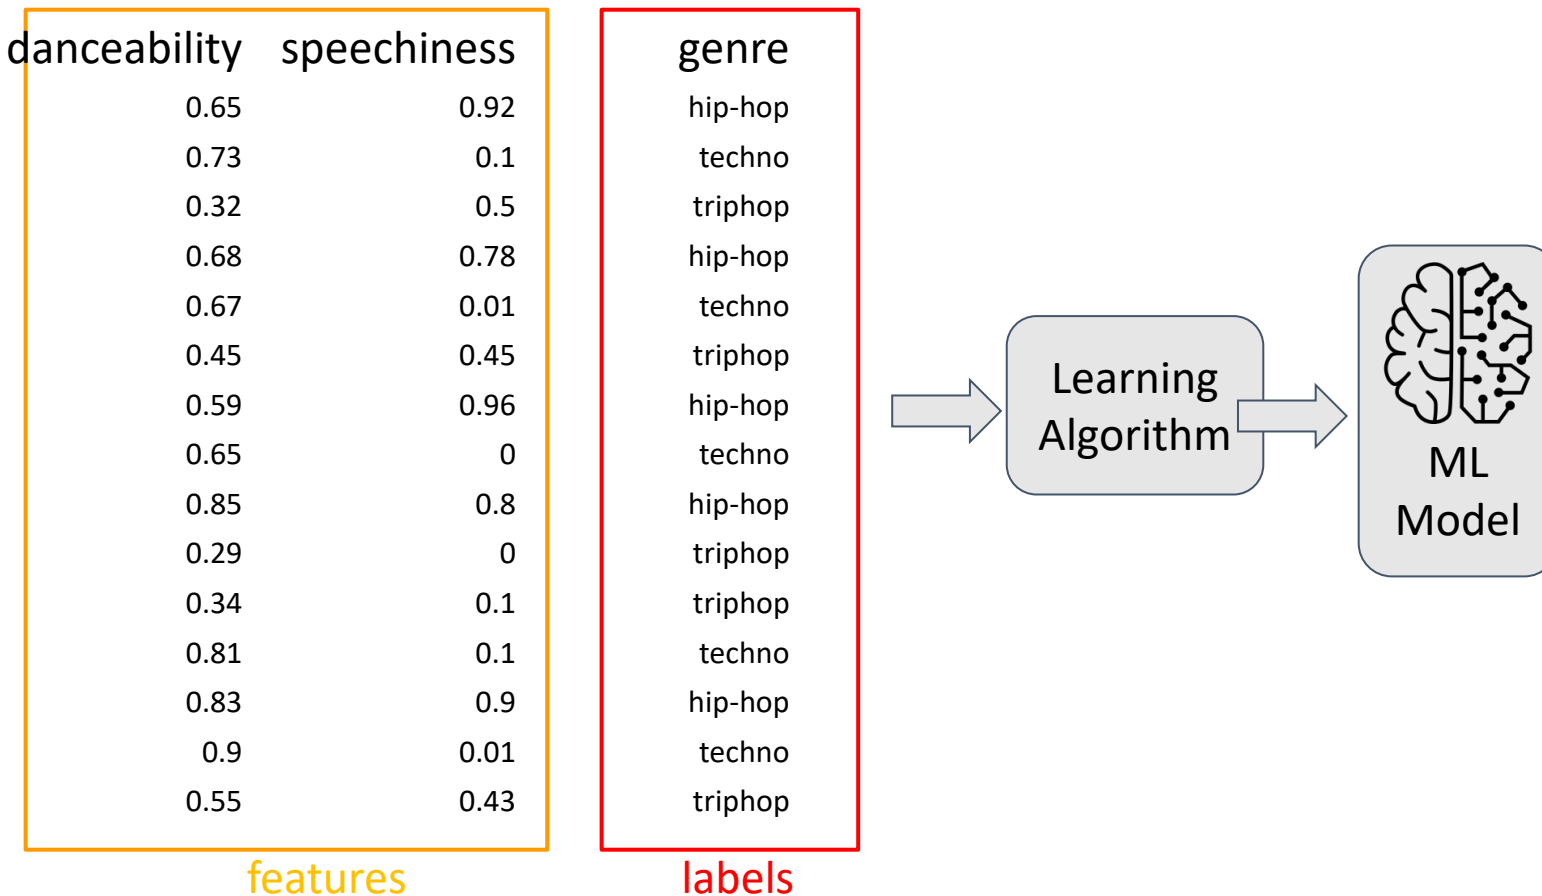 danceability speechiness genre
0.65 0.92 hip-hop
0.73 0.1 techno
0.32 0.5 triphop
0.68 0.78 hip-hop
0.67 0.01 techno
0.45 0.45 triphop
0.59 0.96 hip-hop
0.65 0 techno
0.85 0.8 hip-hop
0.29 0 triphop
0.34 0.1 triphop
0.81 0.1 techno
0.83 0.9 hip-hop
0.9 0.01 techno
0.55 0.43 triphop
features labels
Learning
Algorithm
ML
Model